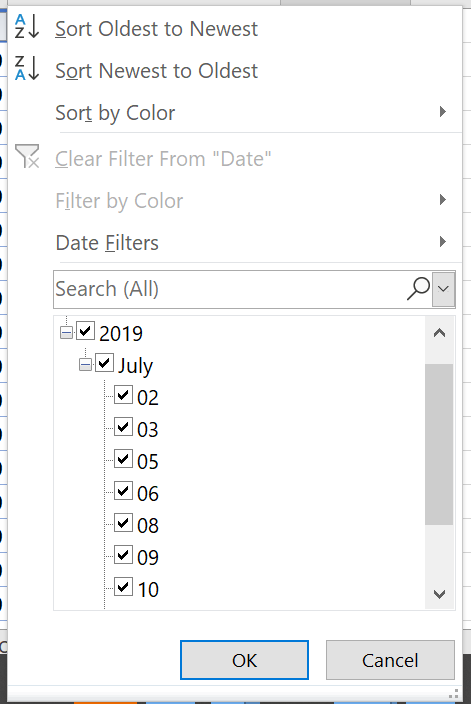 Sort Oldest to Newest
Sort Newest to Oldest
Sort by Color
Clear Filter From "Date"
Filter by Color
Date Filters
Search (All)
2019
July
02
03
05
06
08
09
10
OK
Cancel